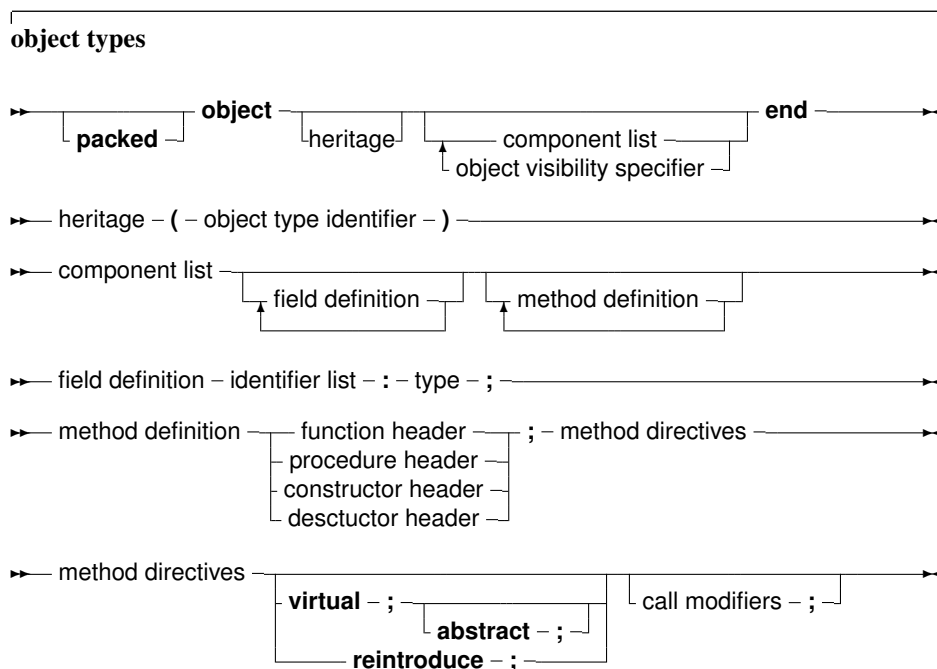 object types
packed object heritage component list end
object visibility specifier
heritage – ( – object type identifier – )
component list field definition method definition
field definition – identifier list – : – type – ;
method definition function header ; – method directives
procedure header
constructor header
desctuctor header
method directives virtual – ; call modifiers – ;
abstract – ;
reintroduce – ;